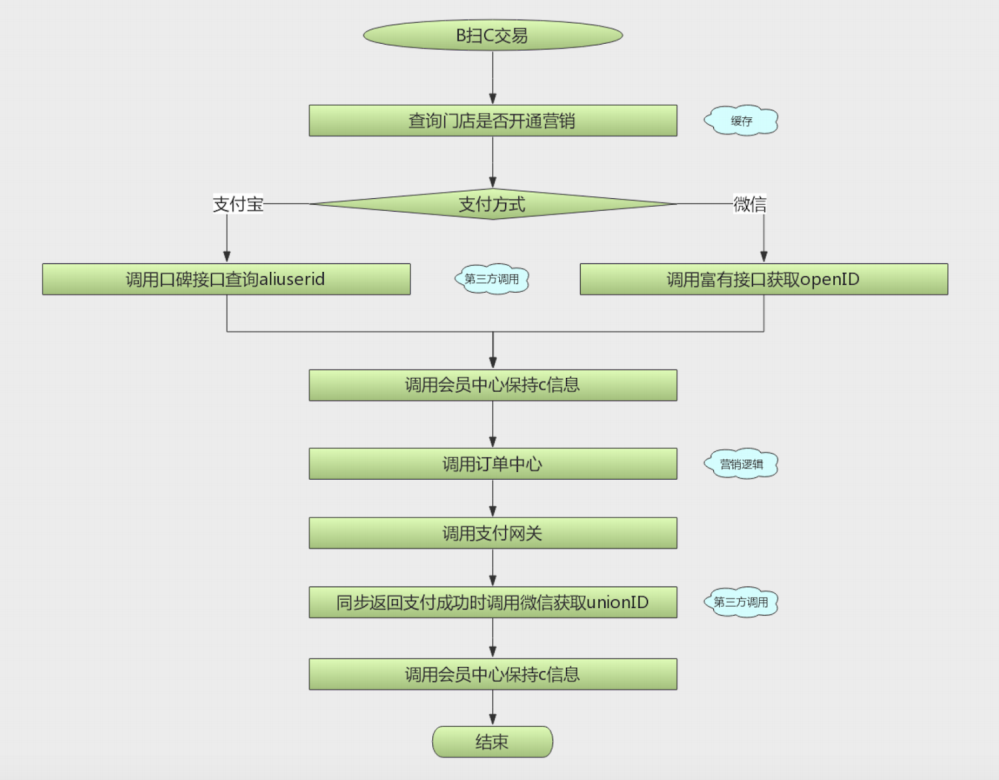 B扫C交易
查询门店是否开通营销
缓存
支付宝
支付方式
微信
调用口碑接口查询aliuserid
第三方调用
调用富有接口获取openID
调用会员中心保持c信息
调用订单中心
营销逻辑
调用支付网关
同步返回支付成功时调用微信获取unionID
第三方调用
调用会员中心保持c信息
结束